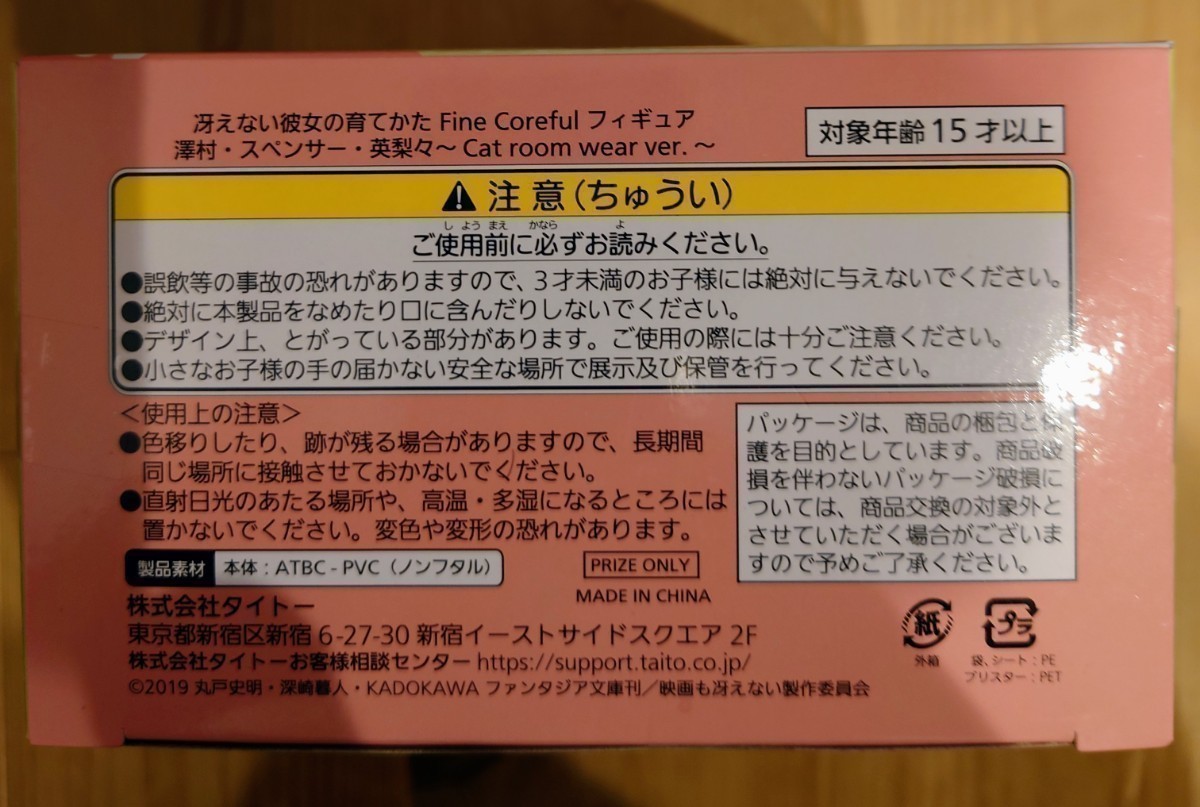 冴えない彼女の育てかた Fine Coreful フィギュア
澤村・スペンサー・英梨々～ Cat room wear ver. ～
対象年齢 15 才以上
注 意（ちゅうい）
しようまえ かなら よ
ご使用前に必ずお読みください。
●誤飲等の事故の恐れがありますので、3才未満のお子様には絶対に与えないでください。
●絶対に本製品をなめたり口に含んだりしないでください。
●デザイン上、とがっている部分があります。ご使用の際には十分ご注意ください。
●小さなお子様の手の届かない安全な場所で展示及び保管を行ってください。
＜使用上の注意＞
●色移りしたり、跡が残る場合がありますので、長期間
同じ場所に接触させておかないでください。
●直射日光のあたる場所や、高温・多湿になるところには
置かないでください。変色や変形の恐れがあります。
パッケージは、商品の梱包と保
護を目的としています。商品破
損を伴わないパッケージ破損に
ついては、商品交換の対象外と
させていただく場合がございま
すので予めご了承ください。
製品素材 本体：ATBC - PVC（ノンフタル）
PRIZE ONLY
MADE IN CHINA
株式会社タイトー
東京都新宿区新宿 6-27-30 新宿イーストサイドスクエア 2F
株式会社タイトーお客様相談センター https://support.taito.co.jp/
©2019 丸戸史明・深崎暮人・KADOKAWA ファンタジア文庫刊／映画も冴えない製作委員会
紙
外箱
プラ
袋、シート：PE
ブリスター：PET